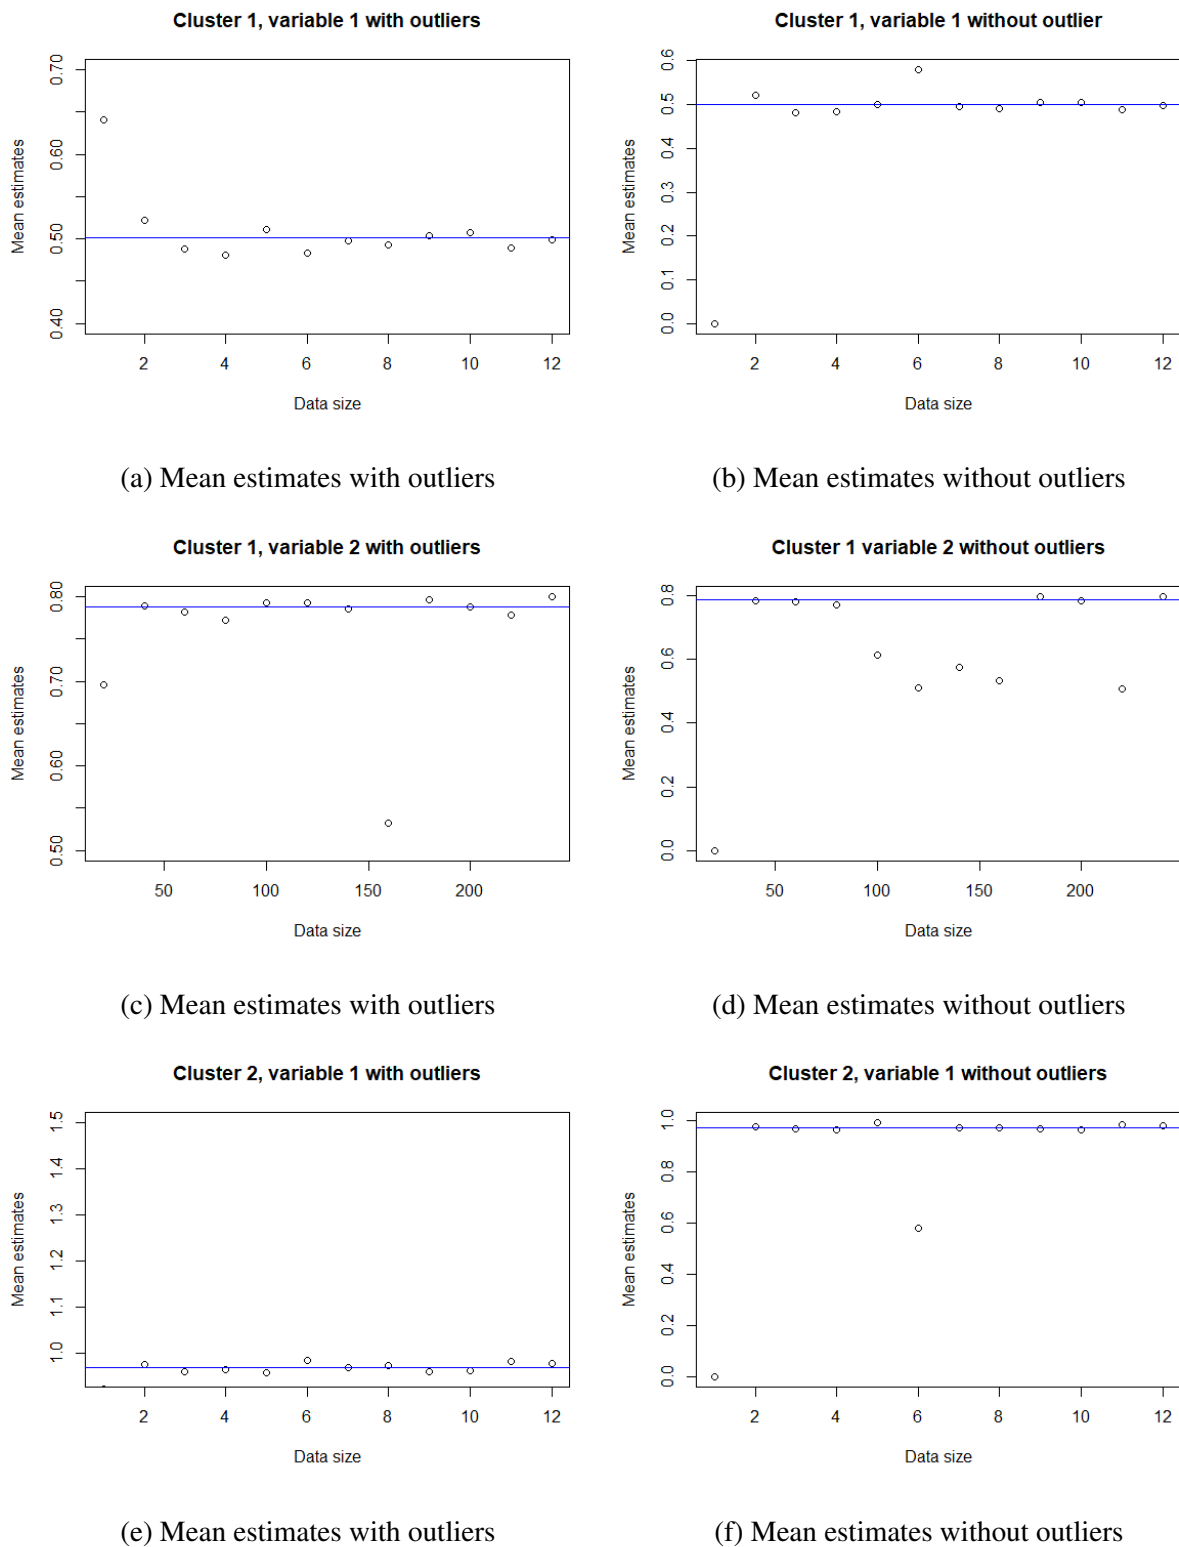 Cluster 1, variable 1 with outliers
Mean estimates
0.40 0.50 0.60 0.70
2 4 6 8 10 12
Data size
(a) Mean estimates with outliers
Cluster 1, variable 1 without outlier
Mean estimates
0.0 0.1 0.2 0.3 0.4 0.5 0.6
2 4 6 8 10 12
Data size
(b) Mean estimates without outliers
Cluster 1, variable 2 with outliers
Mean estimates
0.50 0.60 0.70 0.80
50 100 150 200
Data size
(c) Mean estimates with outliers
Cluster 1 variable 2 without outliers
Mean estimates
0.0 0.2 0.4 0.6 0.8
50 100 150 200
Data size
(d) Mean estimates without outliers
Cluster 2, variable 1 with outliers
Mean estimates
1.0 1.1 1.2 1.3 1.4 1.5
2 4 6 8 10 12
Data size
(e) Mean estimates with outliers
Cluster 2, variable 1 without outliers
Mean estimates
0.0 0.2 0.4 0.6 0.8 1.0
2 4 6 8 10 12
Data size
(f) Mean estimates without outliers